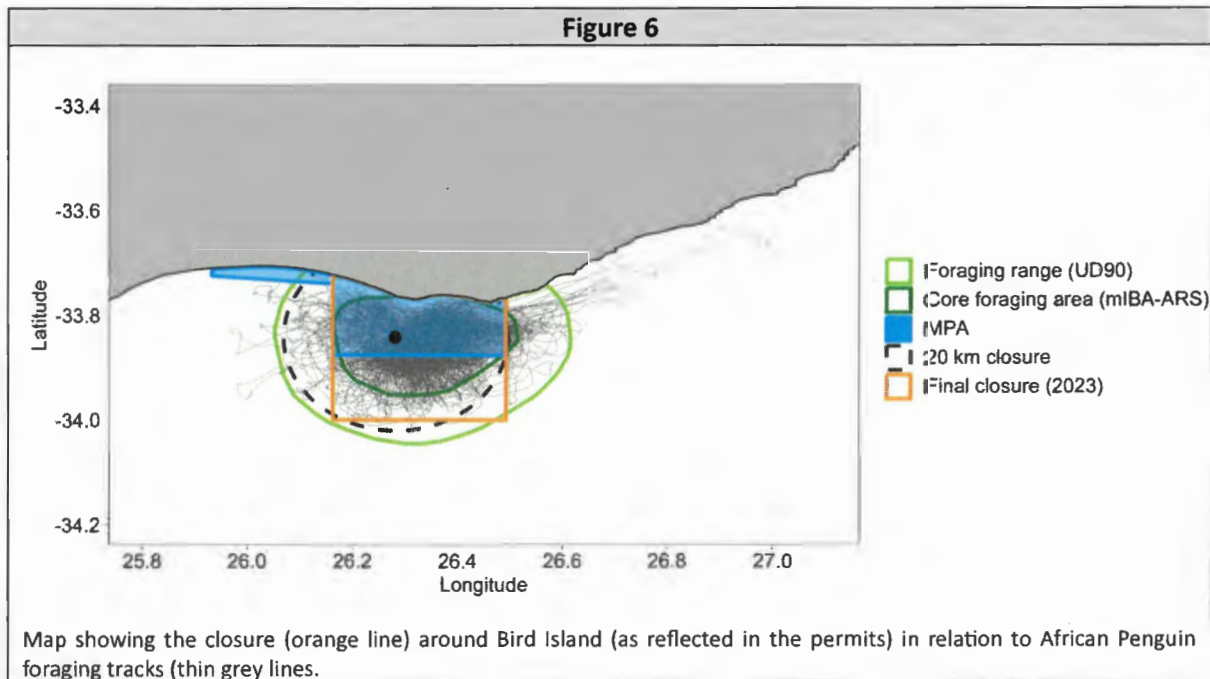 Figure 6
-33.4
-33.6
-33.8
-34.0
-34.2
Latitude
25.8 26.0 26.2 26.4 26.6 26.8 27.0
Longitude
Foraging range (UD90)
Core foraging area (mIBA-ARS)
MPA
20 km closure
Final closure (2023)
Map showing the closure (orange line) around Bird Island (as reflected in the permits) in relation to African Penguin
foraging tracks (thin grey lines.